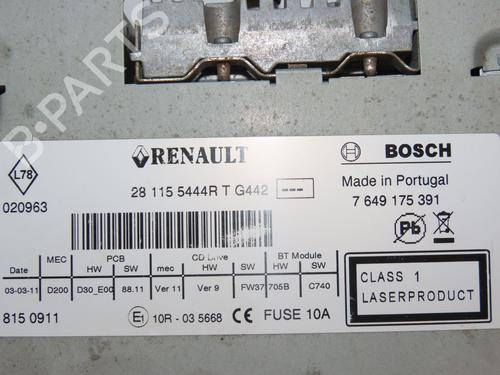 RENAULT
BOSCH
L78
28 115 5444R T G442
Made in Portugal
020963
7 649 175 391
Pb
MEC PCB CD Drive BT Module
Date HW SW mec HW SW HW SW
03-03-11 D200 D30_E00 88.11 Ver 11 Ver 9 FW37 705B C740
CLASS 1
LASERPRODUCT
815 0911
E1 10R - 03 5668 CE FUSE 10A
B-PARTS